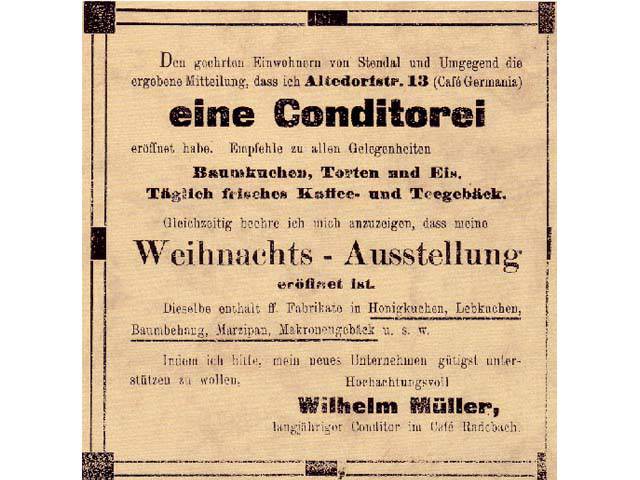 Den geehrten Einwohnern von Stendal und Umgegend die
ergebene Mitteilung, dass ich Altedorfstr. 13 (Café Germania)
eine Conditorei
eröffnet habe. Empfehle zu allen Gelegenheiten
Baumkuchen, Torten und Eis.
Täglich frisches Kaffee- und Teegebäck.
Gleichzeitig beehre ich mich anzuzeigen, dass meine
Weihnachts - Ausstellung
eröffnet ist.
Dieselbe enthält ff. Fabrikate in Honigkuchen, Lebkuchen,
Baumbehang, Marzipan, Makronengebäck u. s. w.
Indem ich bitte, mein neues Unternehmen gütigst unter-
stützen zu wollen,
Hochachtungsvoll
Wilhelm Müller,
langjähriger Conditor im Café